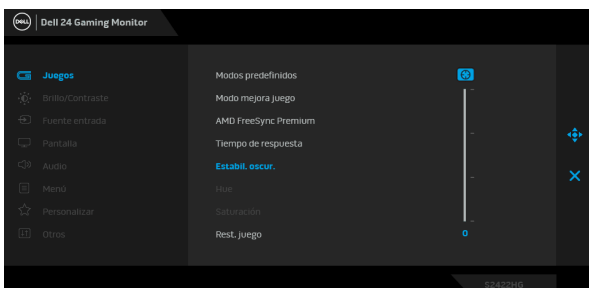 DELL Dell 24 Gaming Monitor
Juegos
Brillo/Contraste
Fuente entrada
Pantalla
Audio
Menú
Personalizar
Otros
Modos predefinidos
Modo mejora juego
AMD FreeSync Premium
Tiempo de respuesta
Estabil. oscur.
Hue
Saturación
Rest. juego
0
S2422HG